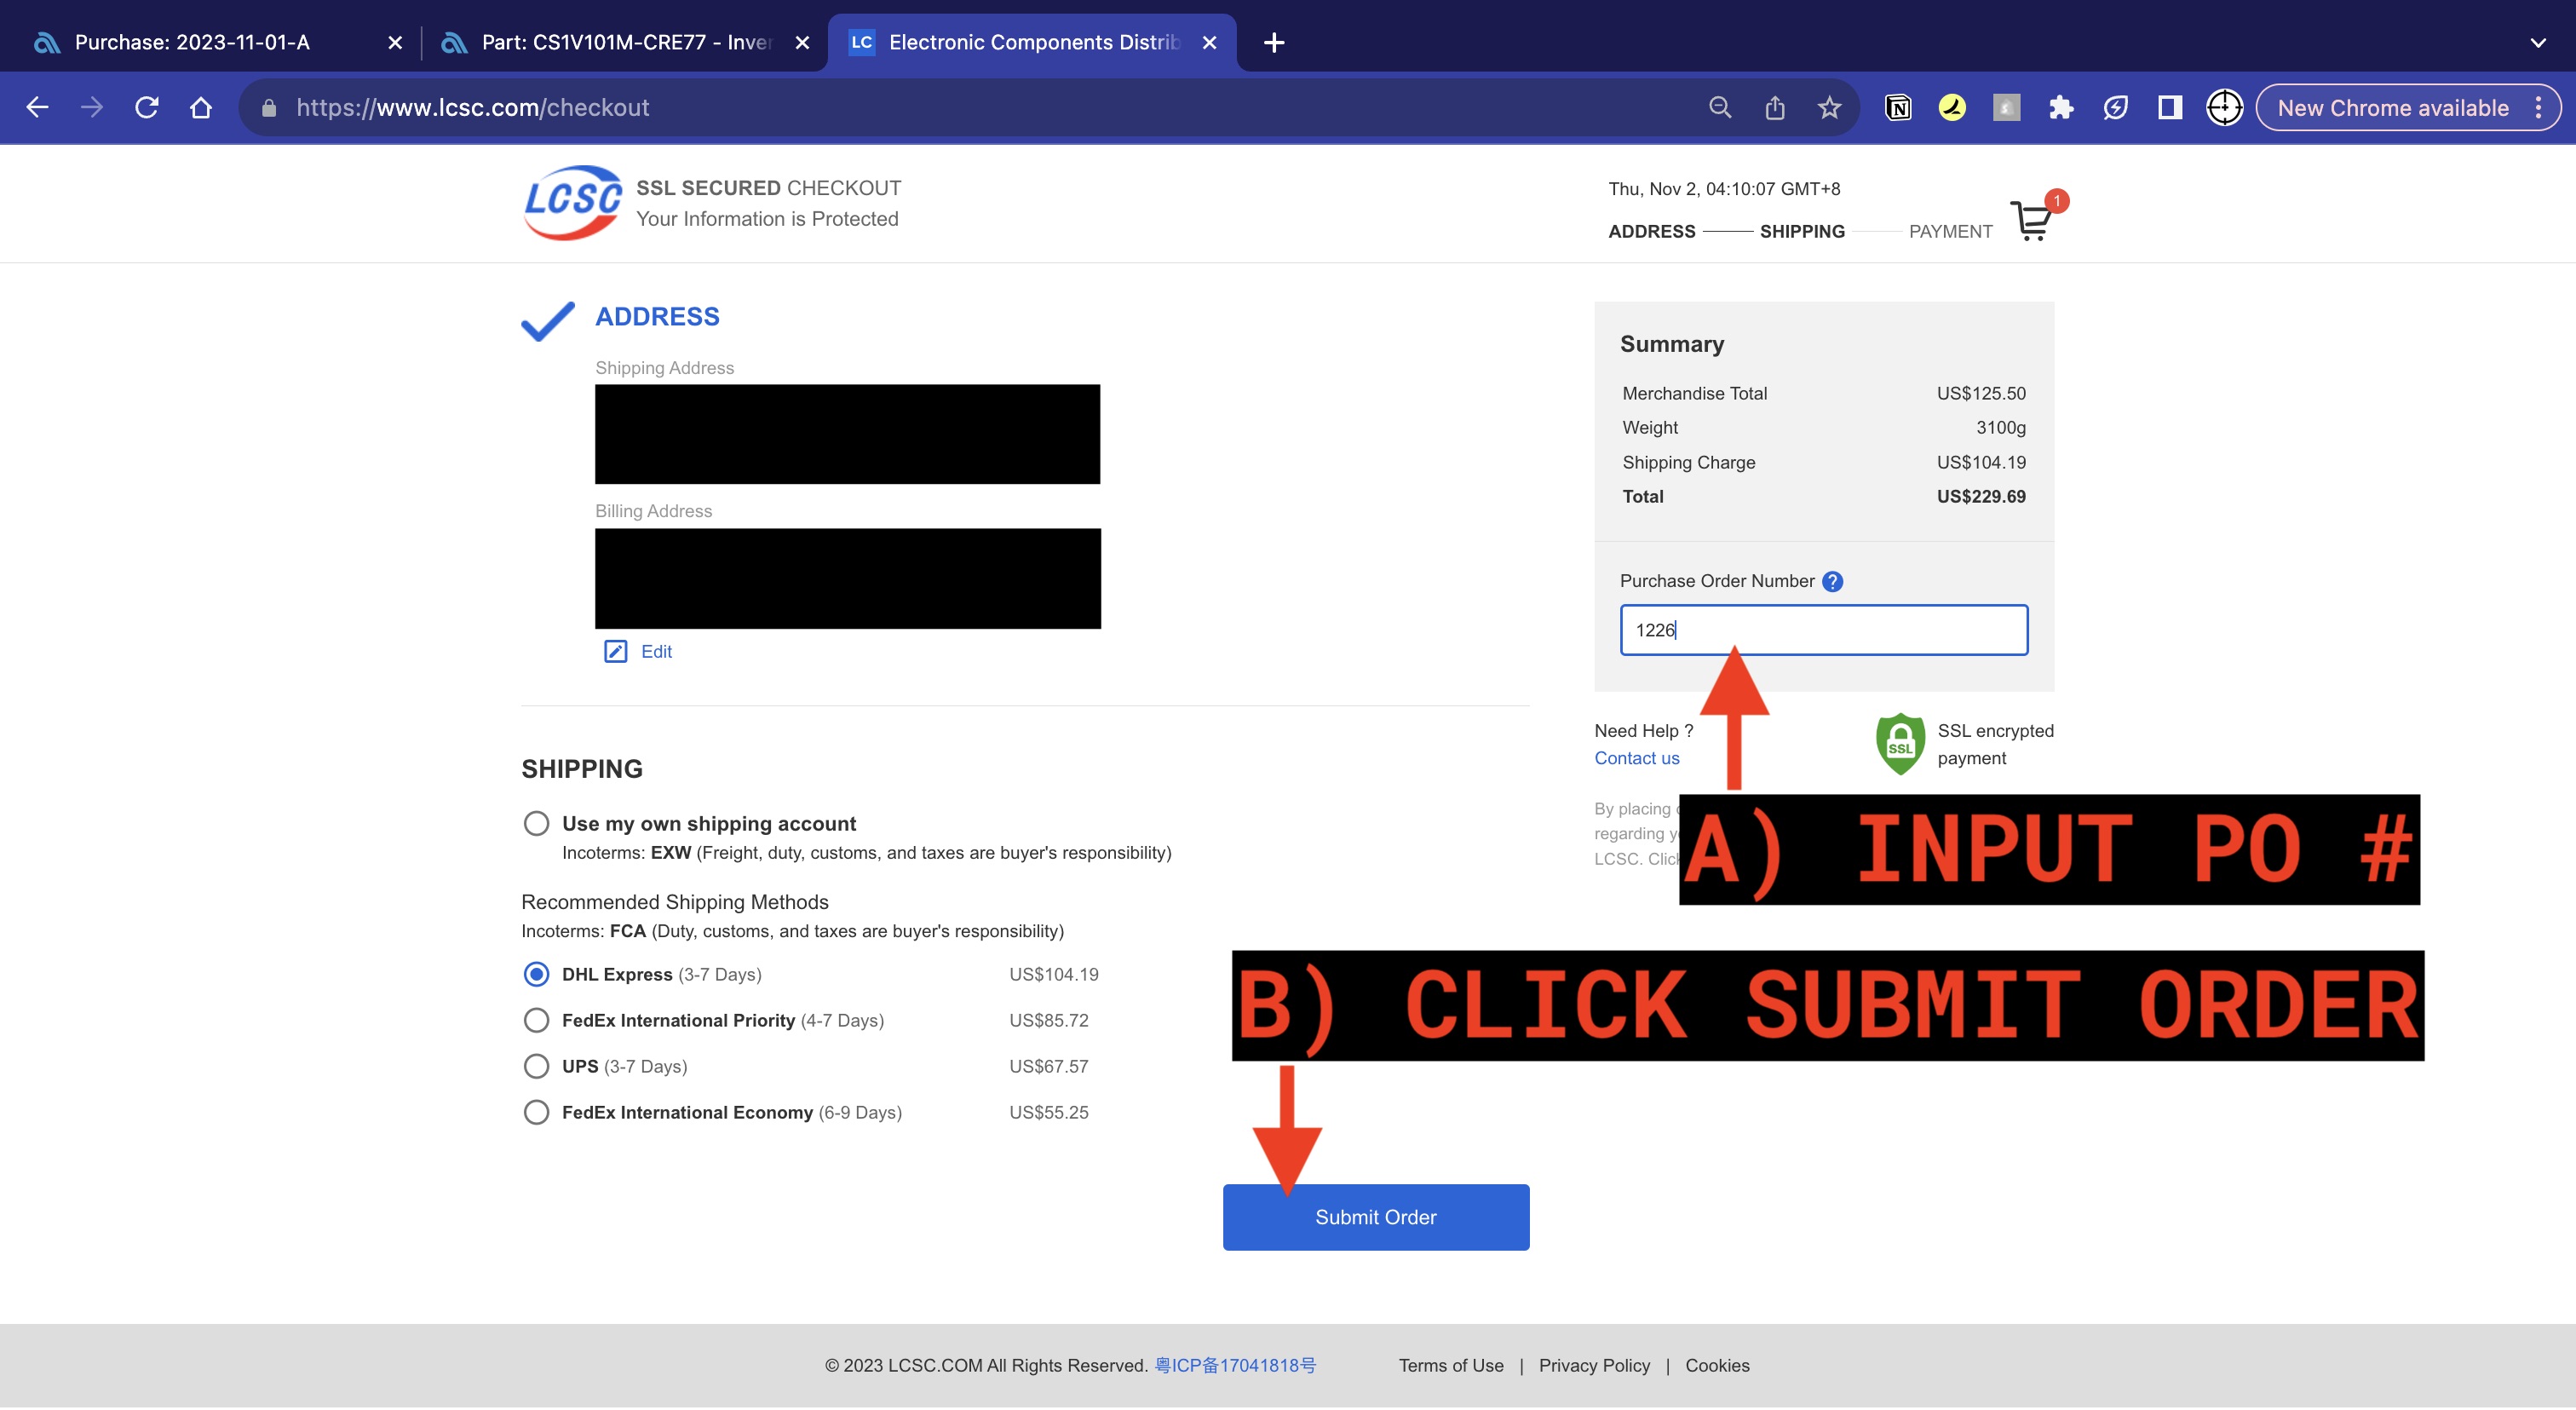 Purchase: 2023-11-01-A
Part: CS1V101M-CRE77 - Inver
LC Electronic Components Distrib
https://www.lcsc.com/checkout
New Chrome available
LCSC
SSL SECURED CHECKOUT
Your Information is Protected
Thu, Nov 2, 04:10:07 GMT+8
ADDRESS SHIPPING PAYMENT
1
ADDRESS
Shipping Address
Billing Address
Edit
Summary
Merchandise Total US$125.50
Weight 3100g
Shipping Charge US$104.19
Total US$229.69
Purchase Order Number ?
1226
Need Help ?
Contact us
SSL
SSL encrypted
payment
By placing
regarding
LCSC.
A) INPUT PO #
SHIPPING
Use my own shipping account
Incoterms: EXW (Freight, duty, customs, and taxes are buyer's responsibility)
Recommended Shipping Methods
Incoterms: FCA (Duty, customs, and taxes are buyer's responsibility)
DHL Express (3-7 Days) US$104.19
FedEx International Priority (4-7 Days) US$85.72
UPS (3-7 Days) US$67.57
FedEx International Economy (6-9 Days) US$55.25
B) CLICK SUBMIT ORDER
Submit Order
© 2023 LCSC.COM All Rights Reserved. 粤ICP备17041818号 Terms of Use | Privacy Policy | Cookies